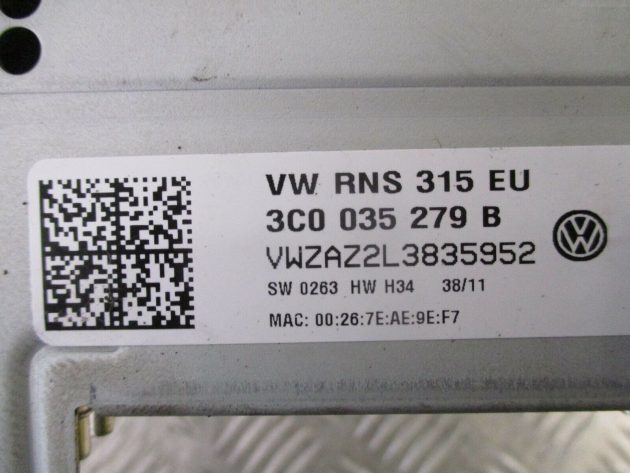 VW RNS 315 EU
3C0 035 279 B
VWZAZ2L3835952
SW 0263 HW H34 38/11
MAC: 00:26:7E:AE:9E:F7